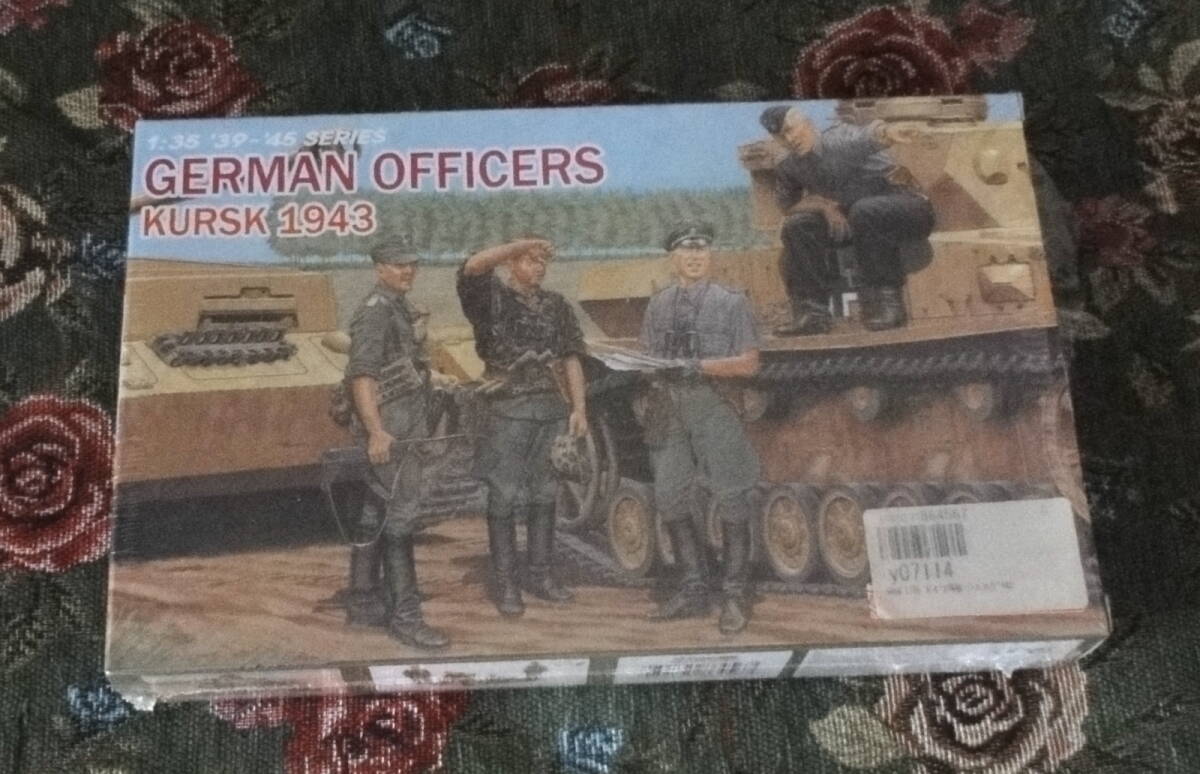 1:35 '39-'45 SERIES
GERMAN OFFICERS
KURSK 1943
y07114